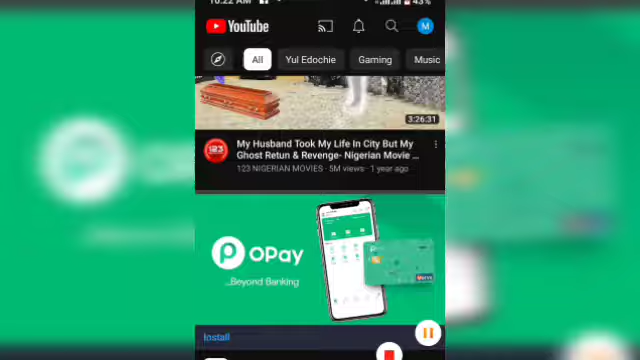 10:22 AM
43%
YouTube
M
All
Yul Edochie
Gaming
Music
3:26:31
123
My Husband Took My Life In City But My
Ghost Retun & Revenge- Nigerian Movie ...
123 NIGERIAN MOVIES · 5M views · 1 year ago
OPay
...Beyond Banking
Verve
Install